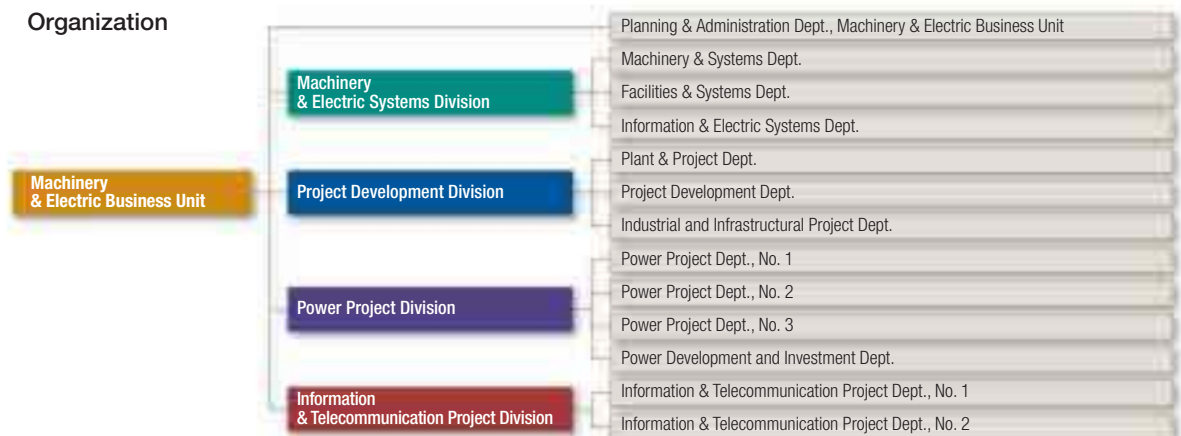 Organization
Planning & Administration Dept., Machinery & Electric Business Unit
Machinery
& Electric Systems Division
Machinery & Systems Dept.
Facilities & Systems Dept.
Information & Electric Systems Dept.
Machinery
& Electric Business Unit
Project Development Division
Plant & Project Dept.
Project Development Dept.
Industrial and Infrastructural Project Dept.
Power Project Division
Power Project Dept., No. 1
Power Project Dept., No. 2
Power Project Dept., No. 3
Power Development and Investment Dept.
Information
& Telecommunication Project Division
Information & Telecommunication Project Dept., No. 1
Information & Telecommunication Project Dept., No. 2